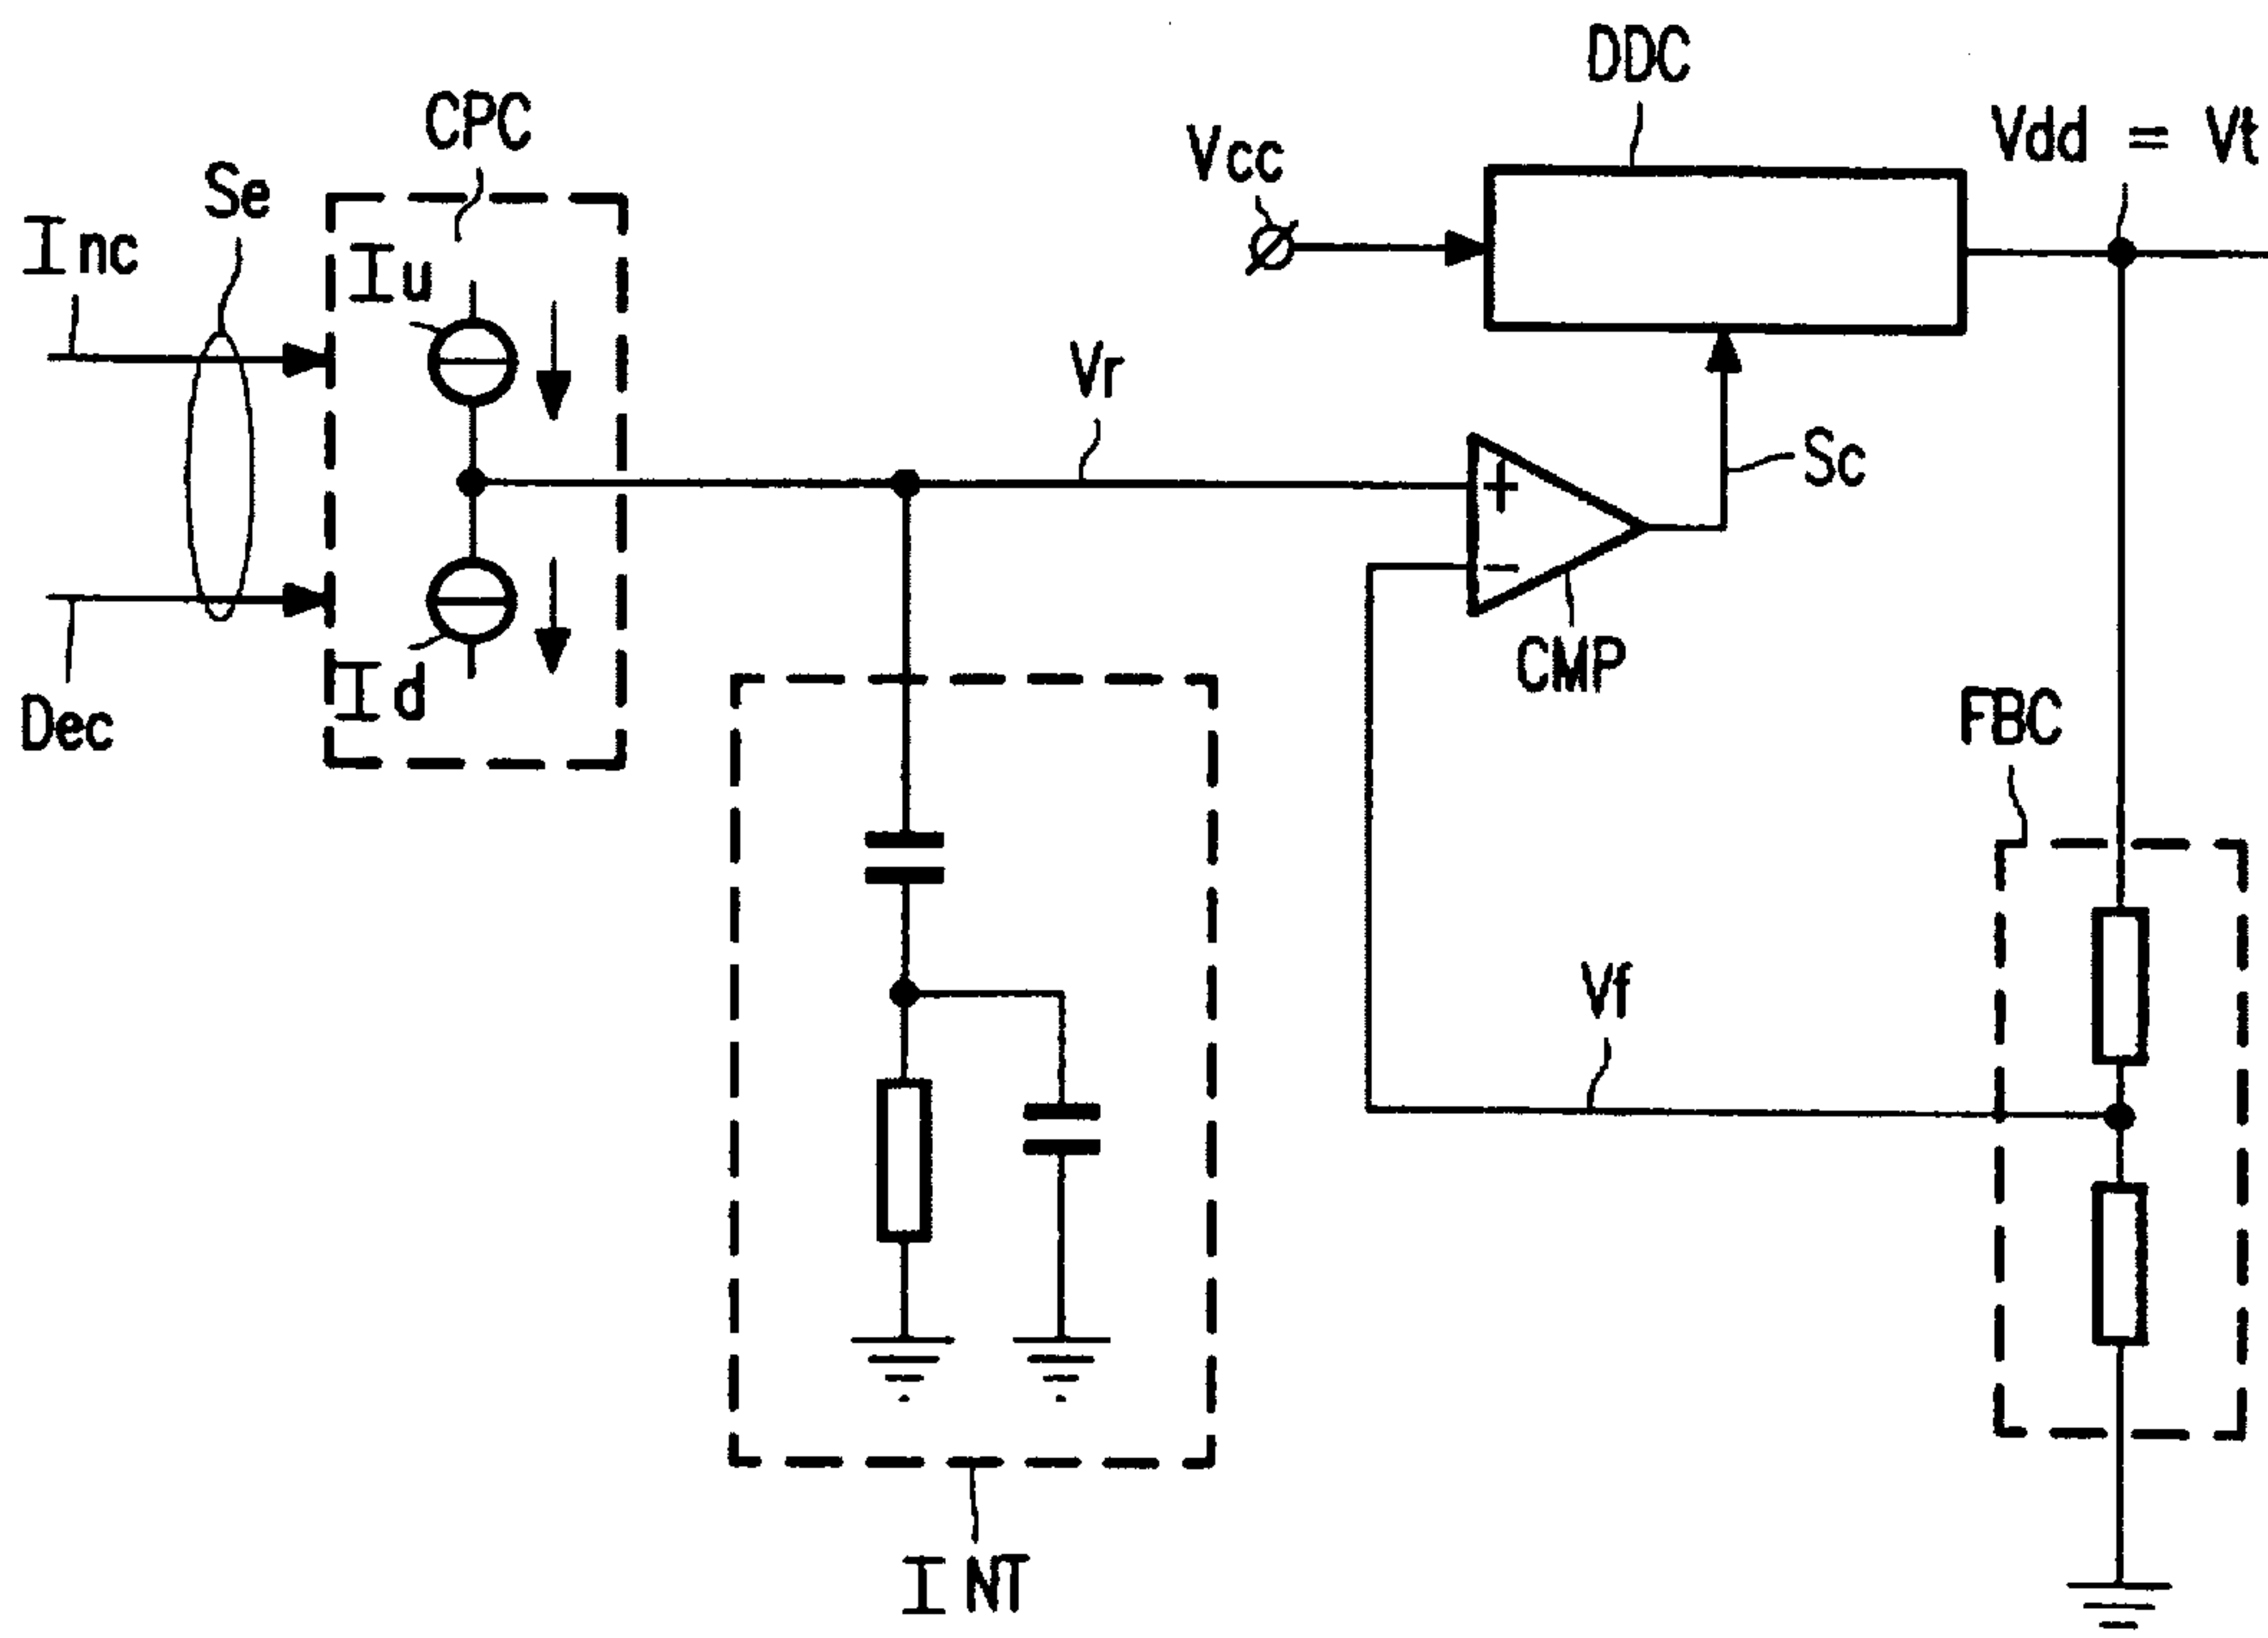 DDC
CPC
Vcc
Vdd = Vt
Se
Inc
Iu
Vr
+
Sc
-
CMP
Id
Dec
FBC
Vf
INT